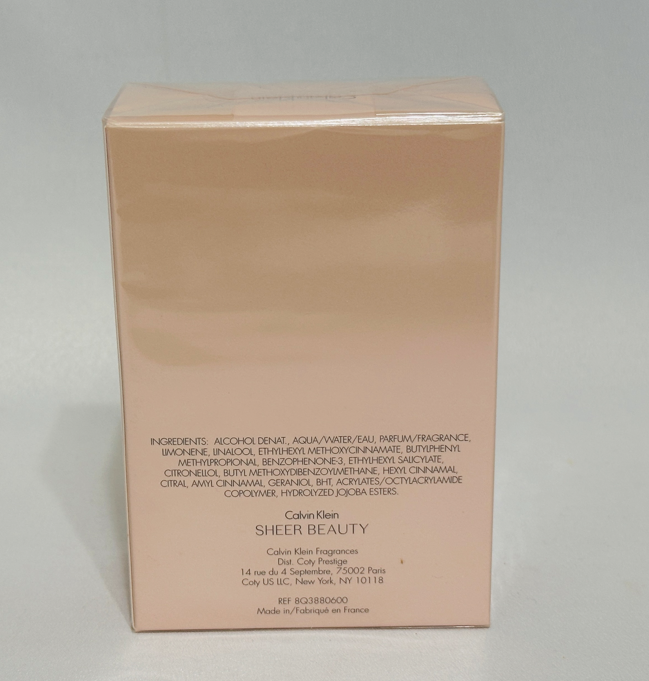 INGREDIENTS: ALCOHOL DENAT., AQUA/WATER/EAU, PARFUM/FRAGRANCE,
LIMONENE, LINALOOL, ETHYLHEXYL METHOXYCINNAMATE, BUTYLPHENYL
METHYLPROPIONAL, BENZOPHENONE-3, ETHYLHEXYL SALICYLATE,
CITRONELLOL, BUTYL METHOXYDIBENZOYLMETHANE, HEXYL CINNAMAL,
CITRAL, AMYL CINNAMAL, GERANIOL, BHT, ACRYLATES/OCTYLACRYLAMIDE
COPOLYMER, HYDROLYZED JOJOBA ESTERS.
Calvin Klein
SHEER BEAUTY
Calvin Klein Fragrances
Dist. Coty Prestige
14 rue du 4 Septembre, 75002 Paris
Coty US LLC, New York, NY 10118
REF 8Q3880600
Made in/Fabriqué en France